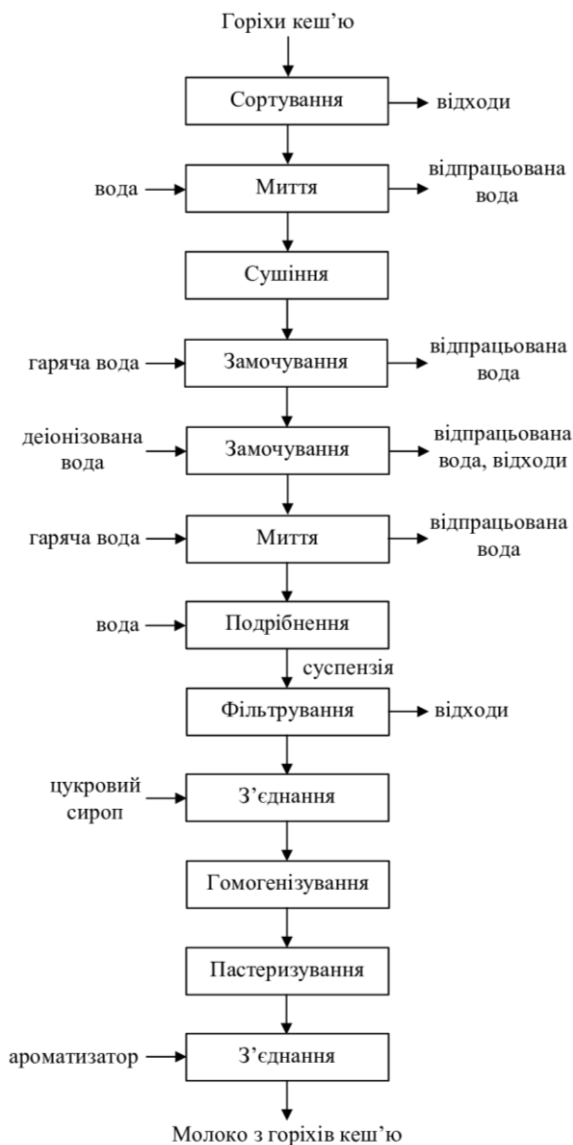 Горіхи кеш’ю
Сортування
відходи
вода
Миття
відпрацьована
вода
Сушіння
гаряча вода
Замочування
відпрацьована
вода
деіонізована
вода
Замочування
відпрацьована
вода, відходи
гаряча вода
Миття
відпрацьована
вода
вода
Подрібнення
суспензія
Фільтрування
відходи
цукровий
сироп
З’єднання
Гомогенізування
Пастеризування
ароматизатор
З’єднання
Молоко з горіхів кеш’ю